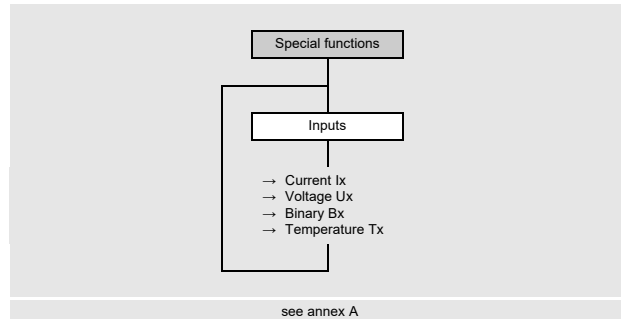 Special functions
Inputs
→ Current Ix
→ Voltage Ux
→ Binary Bx
→ Temperature Tx
see annex A